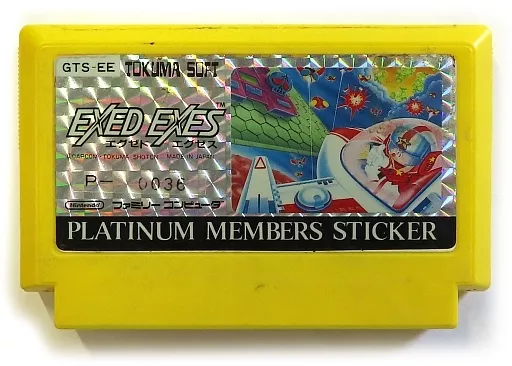 GTS-EE TOKUMA SOFT
EXED EXES™
エグゼド エグゼス
©CAPCOM・TOKUMA SHOTEN MADE IN JAPAN
P- 0036
Nintendo ファミリーコンピュータ
PLATINUM MEMBERS STICKER